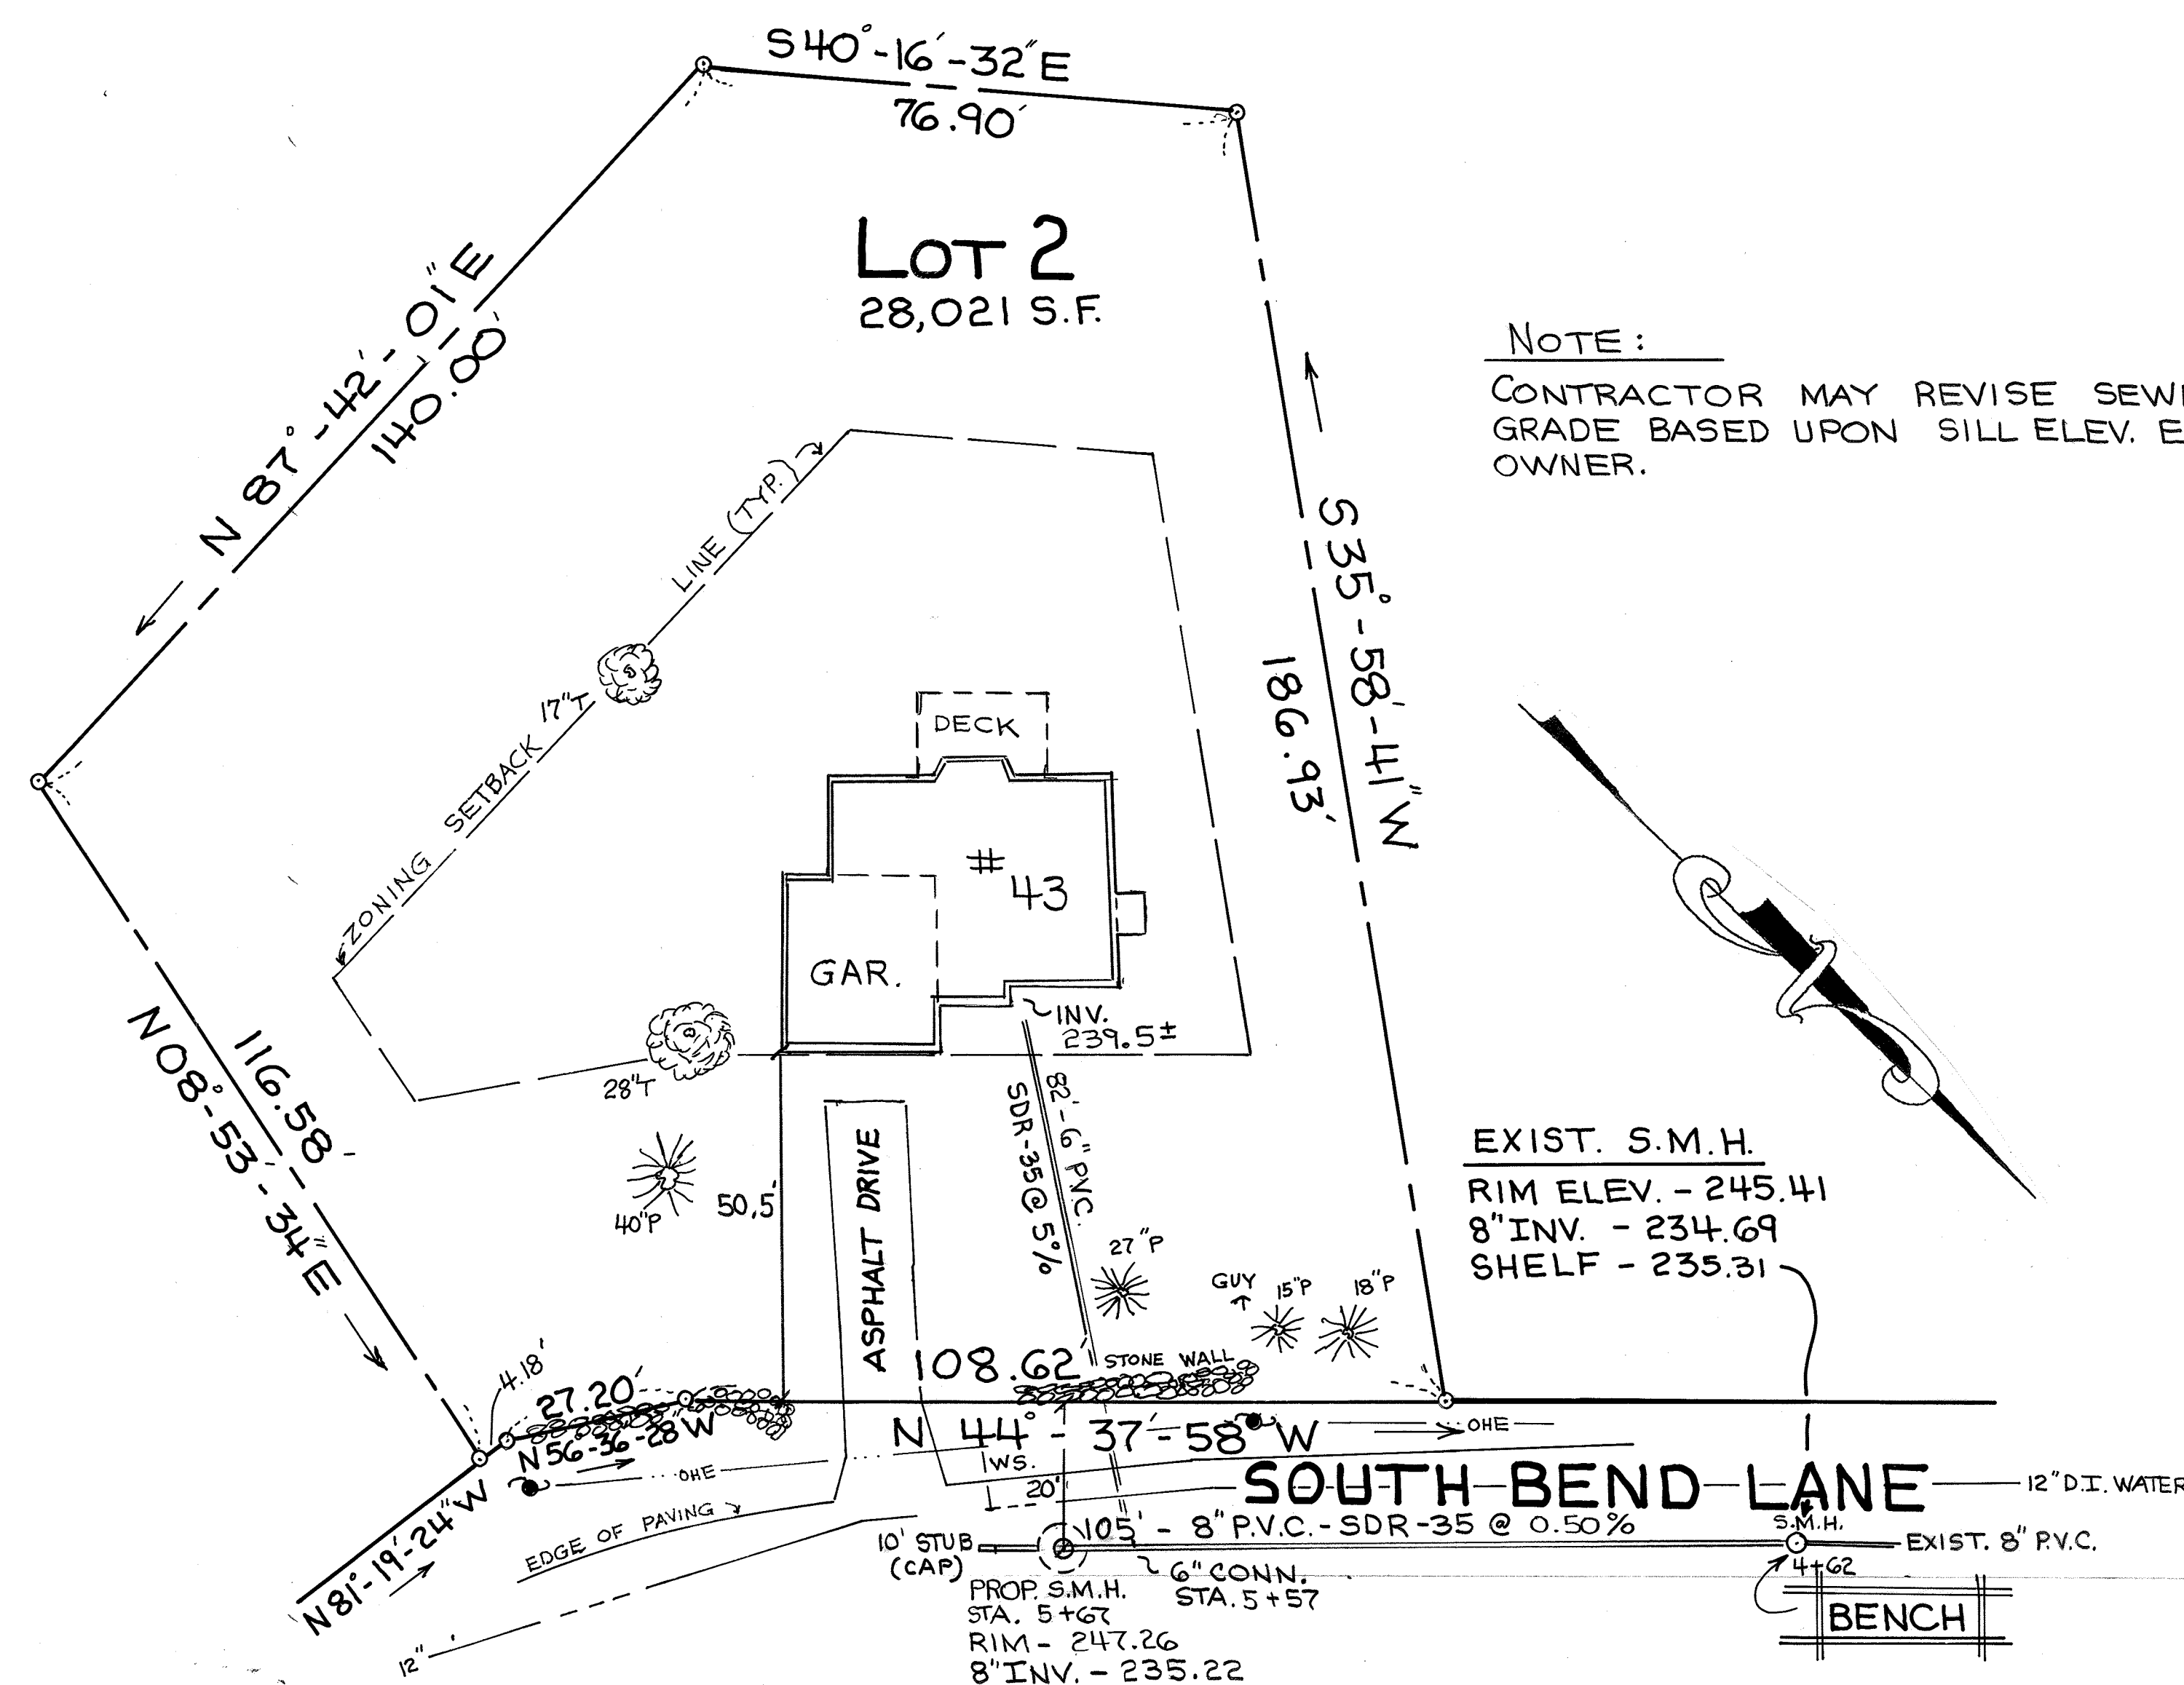 S40°-16'-32"E
76.90'
LOT 2
28,021 S.F.
N 87°-42'-01"E
140.00'
NOTE:
CONTRACTOR MAY REVISE
GRADE BASED UPON SILL ELEV.
OWNER.
S35°-58'-41"W
186.93'
ZONING SETBACK LINE (TYP.)
17"T
DECK
# 43
GAR.
INV.
239.5±
28"T
82'-6" P.V.C.
SDR-35 @ 5%
116.58'
N08°-53'-34"E
40"P
50.5'
ASPHALT DRIVE
27"P
GUY
15"P
18"P
EXIST. S.M.H.
RIM ELEV. - 245.41
8" INV. - 234.69
SHELF - 235.31
4.18'
27.20'
108.62'
STONE WALL
N56-36-28"W
N 44°-37'-58"W
OHE
OHE
WS.
20'
SOUTH BEND LANE
12" D.I. WATER
N81°-19'-24"W
EDGE OF PAVING
12"
10' STUB
(CAP)
105' - 8" P.V.C. - SDR-35 @ 0.50%
S.M.H.
EXIST. 8" P.V.C.
4+62
6" CONN.
STA. 5+57
PROP. S.M.H.
STA. 5+67
RIM - 247.26
8" INV. - 235.22
BENCH